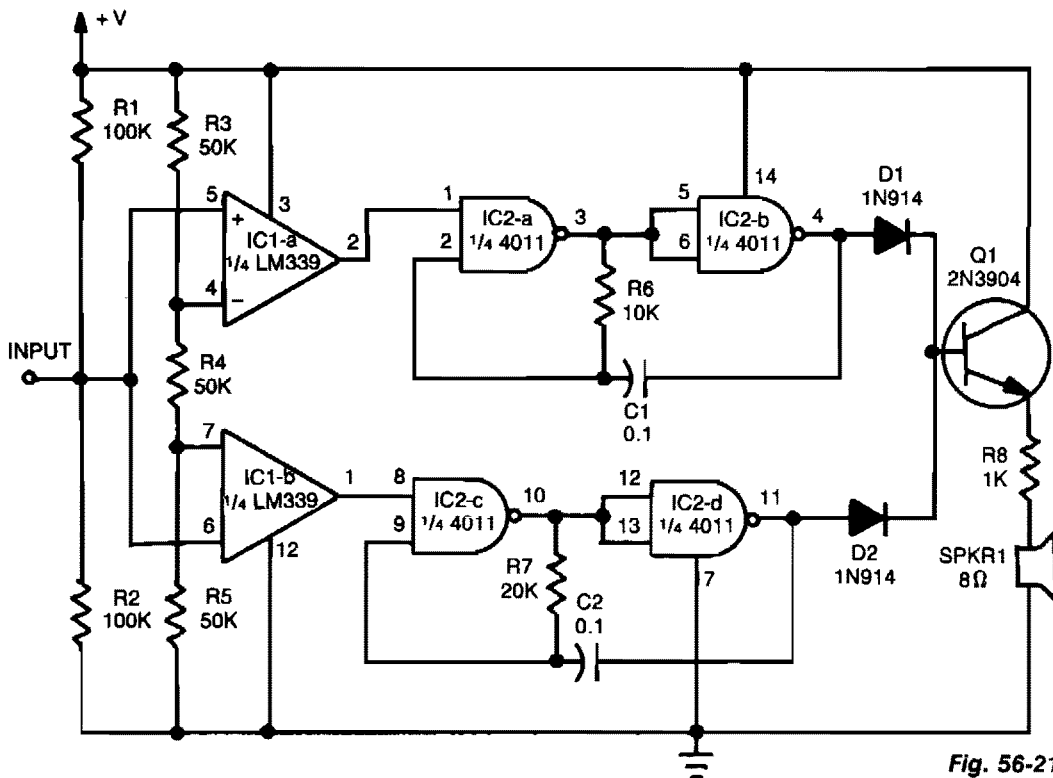 + V
R1
100K
R3
50K
5
+
3
IC1-a
1/4 LM339
2
4
−
1
2
IC2-a
1/4 4011
3
5
6
IC2-b
1/4 4011
14
4
D1
1N914
Q1
2N3904
R6
10K
C1
0.1
INPUT
R4
50K
7
6
IC1-b
1/4 LM339
1
12
8
9
IC2-c
1/4 4011
10
12
13
IC2-d
1/4 4011
11
7
D2
1N914
R8
1K
SPKR1
8Ω
R7
20K
C2
0.1
R2
100K
R5
50K